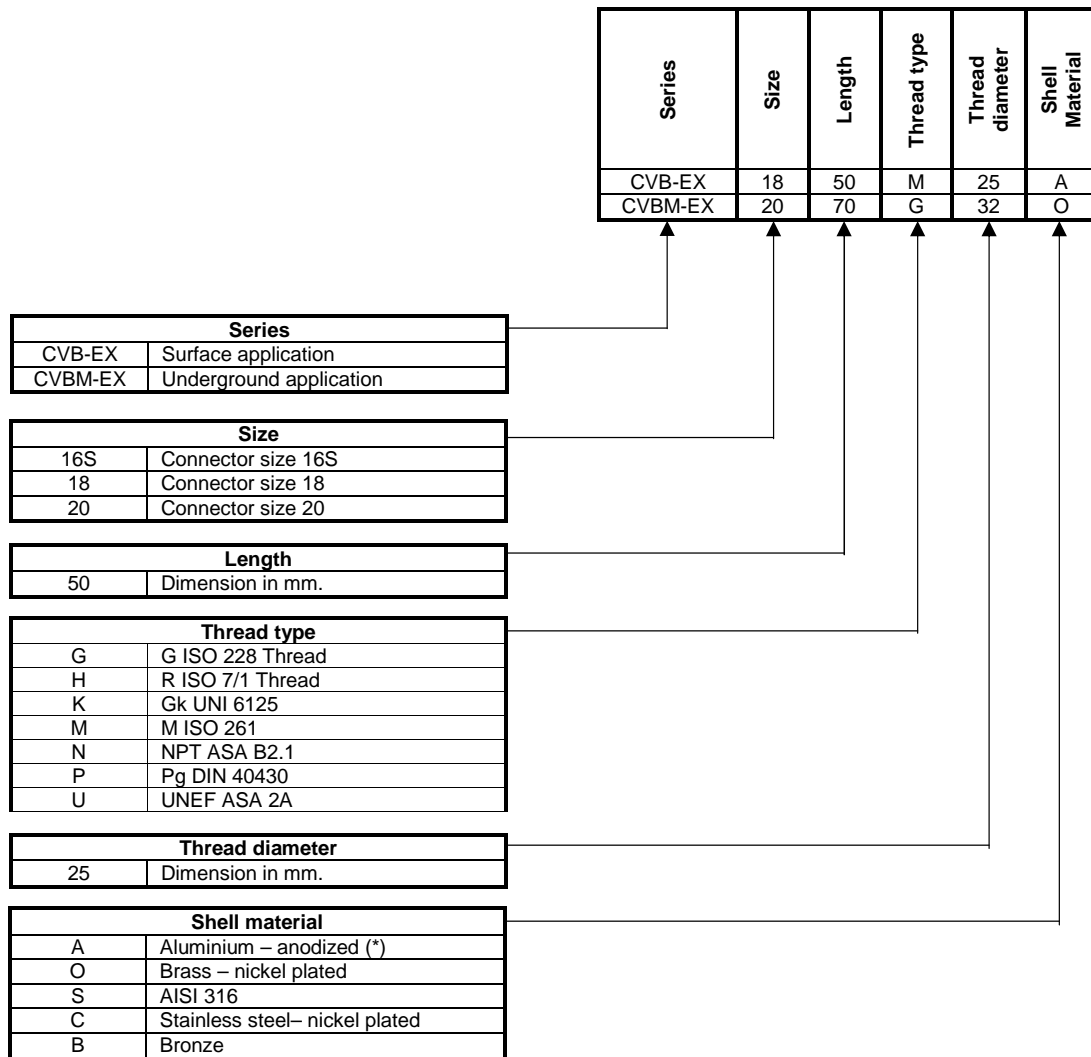 Series Size Length Thread type Thread diameter Shell Material
CVB-EX 18 50 M 25 A
CVBM-EX 20 70 G 32 O
Series
CVB-EX Surface application
CVBM-EX Underground application
Size
16S Connector size 16S
18 Connector size 18
20 Connector size 20
Length
50 Dimension in mm.
Thread type
G G ISO 228 Thread
H R ISO 7/1 Thread
K Gk UNI 6125
M M ISO 261
N NPT ASA B2.1
P Pg DIN 40430
U UNEF ASA 2A
Thread diameter
25 Dimension in mm.
Shell material
A Aluminium – anodized (*)
O Brass – nickel plated
S AISI 316
C Stainless steel– nickel plated
B Bronze